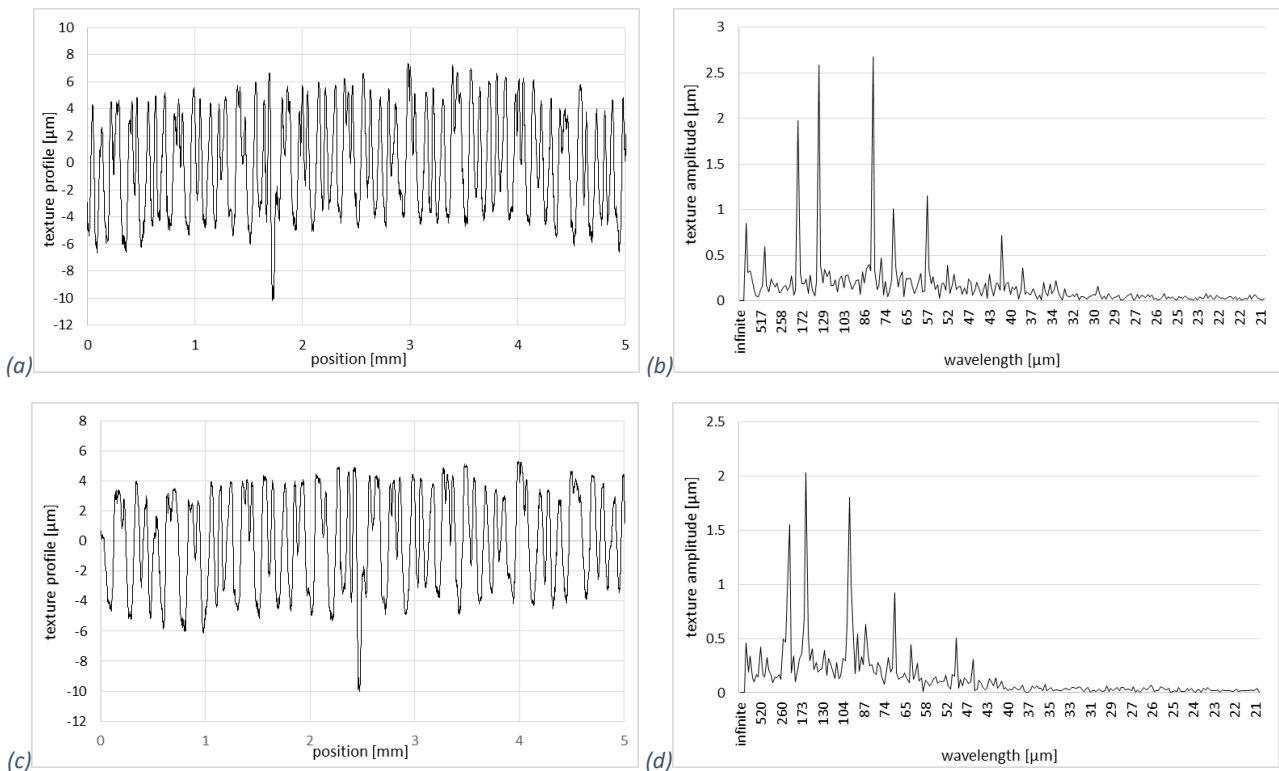 10
8
6
4
2
0
-2
-4
-6
-8
-10
-12
texture profile [µm]
0 1 2 3 4 5
position [mm]
(a)
3
2.5
2
1.5
1
0.5
0
texture amplitude [µm]
infinite 517 258 172 129 103 86 74 65 57 52 47 43 40 37 34 32 30 29 27 26 25 23 22 21
wavelength [µm]
(b)
8
6
4
2
0
-2
-4
-6
-8
-10
-12
texture profile [µm]
0 1 2 3 4 5
position [mm]
(c)
2.5
2
1.5
1
0.5
0
texture amplitude [µm]
infinite 520 260 173 130 104 87 74 65 58 52 47 43 40 37 35 33 31 29 27 26 25 24 23 22 21
wavelength [µm]
(d)